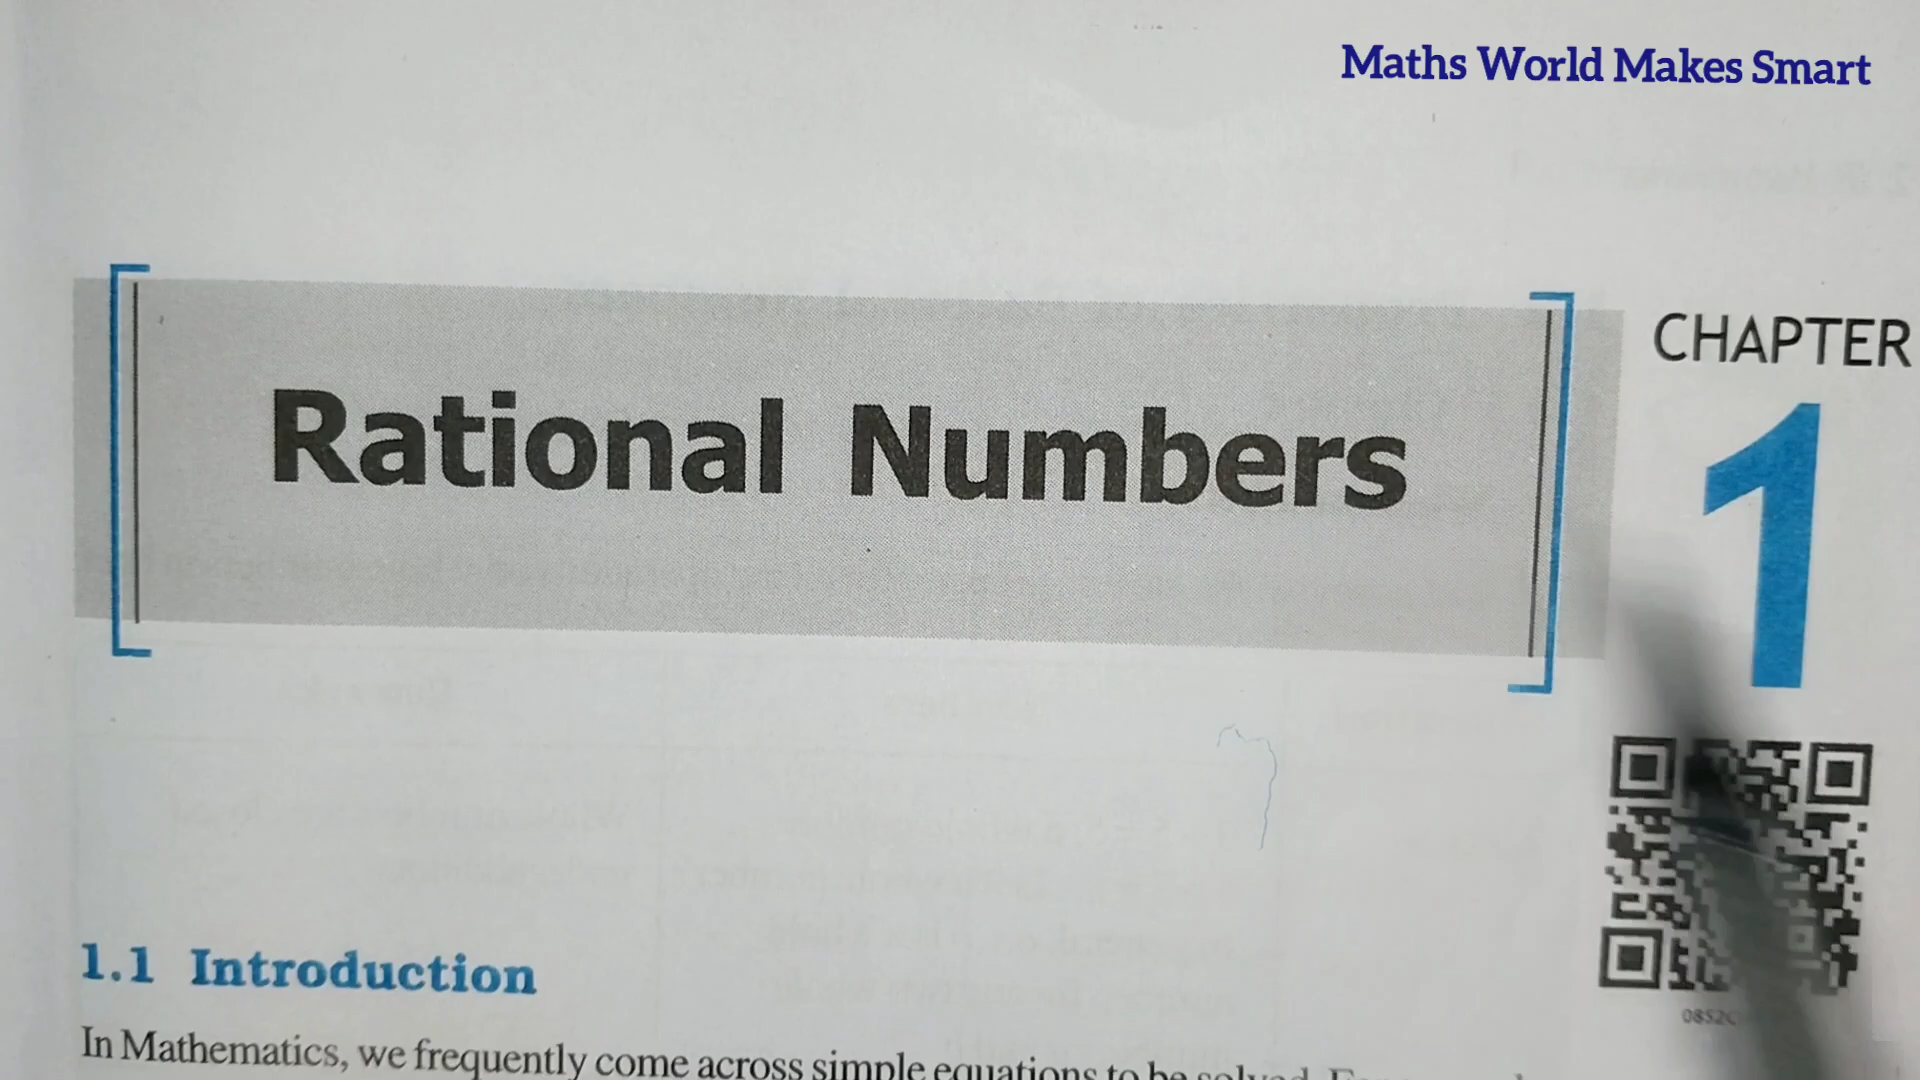 Maths World Makes Smart
CHAPTER
Rational Numbers
1
1.1 Introduction
In Mathematics, we frequently come across simple equations to be solved.